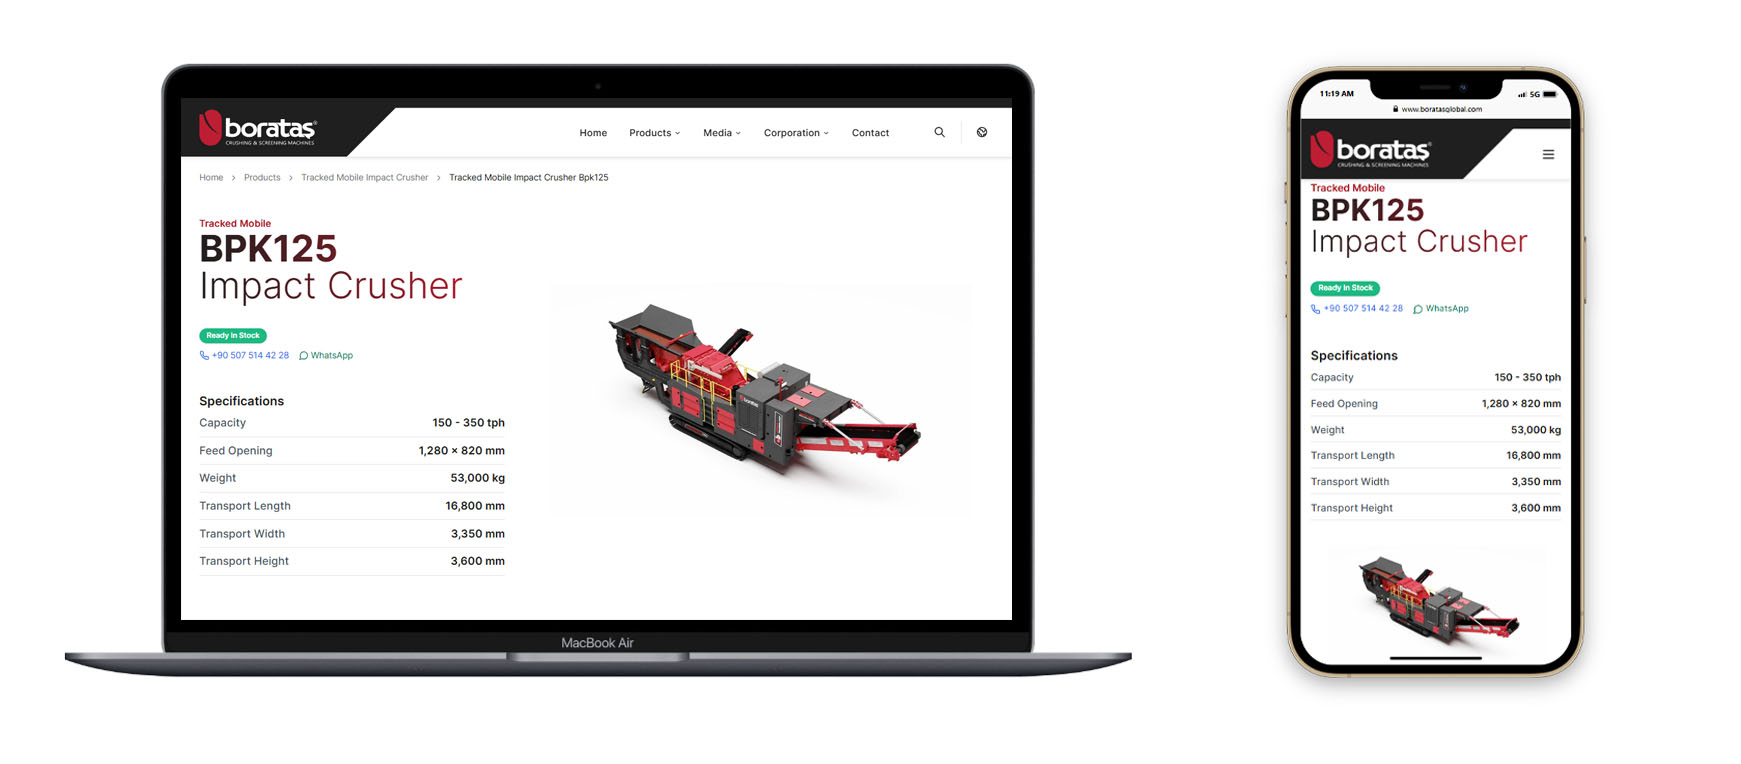 borataş®
CRUSHING & SCREENING MACHINES
Home Products Media Corporation Contact
Home > Products > Tracked Mobile Impact Crusher > Tracked Mobile Impact Crusher Bpk125
Tracked Mobile
BPK125
Impact Crusher
Ready In Stock
+90 507 514 42 28 WhatsApp
Specifications
Capacity 150 - 350 tph
Feed Opening 1,280 × 820 mm
Weight 53,000 kg
Transport Length 16,800 mm
Transport Width 3,350 mm
Transport Height 3,600 mm
borataş
MacBook Air
11:19 AM 5G
www.boratasglobal.com
borataş®
CRUSHING & SCREENING MACHINES
Tracked Mobile
BPK125
Impact Crusher
Ready In Stock
+90 507 514 42 28 WhatsApp
Specifications
Capacity 150 - 350 tph
Feed Opening 1,280 × 820 mm
Weight 53,000 kg
Transport Length 16,800 mm
Transport Width 3,350 mm
Transport Height 3,600 mm